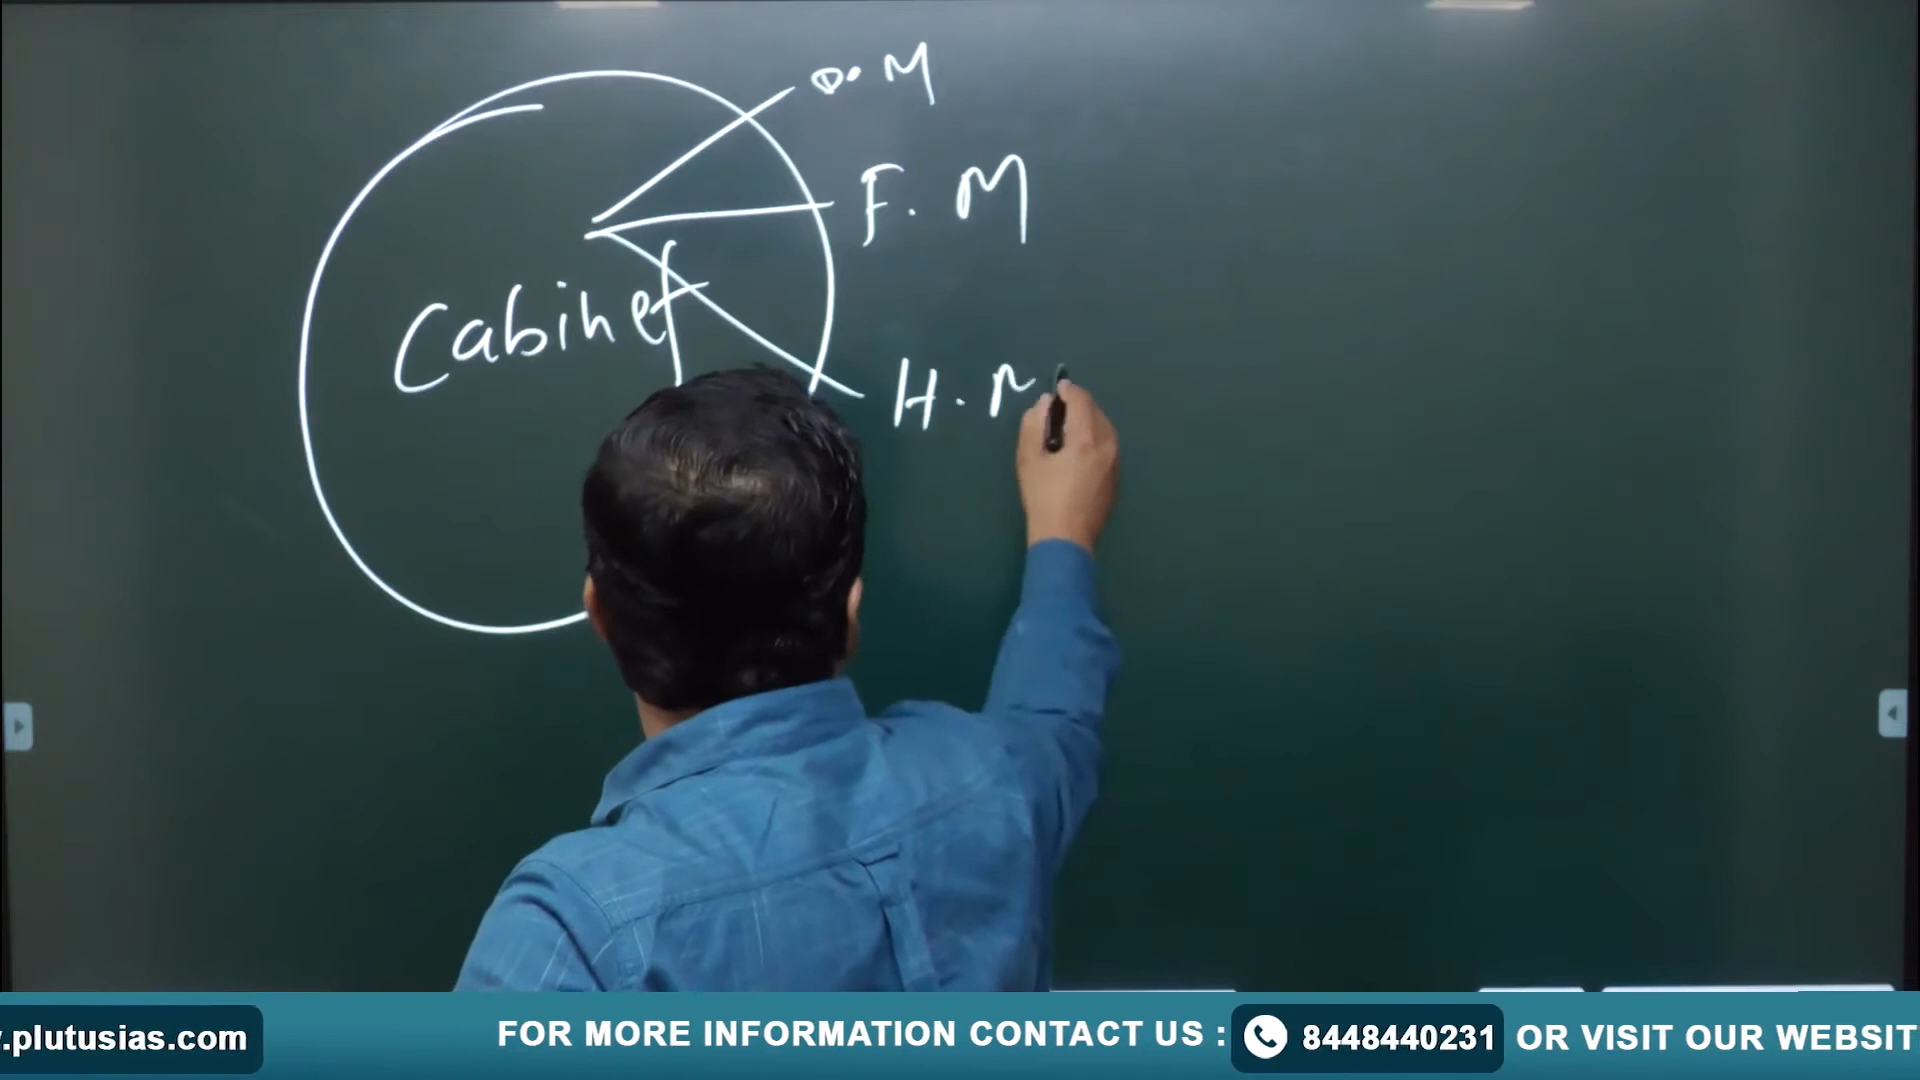 D. M
F. M
Cabinet
H. M
.plutusias.com
FOR MORE INFORMATION CONTACT US :
8448440231
OR VISIT OUR WEBSIT